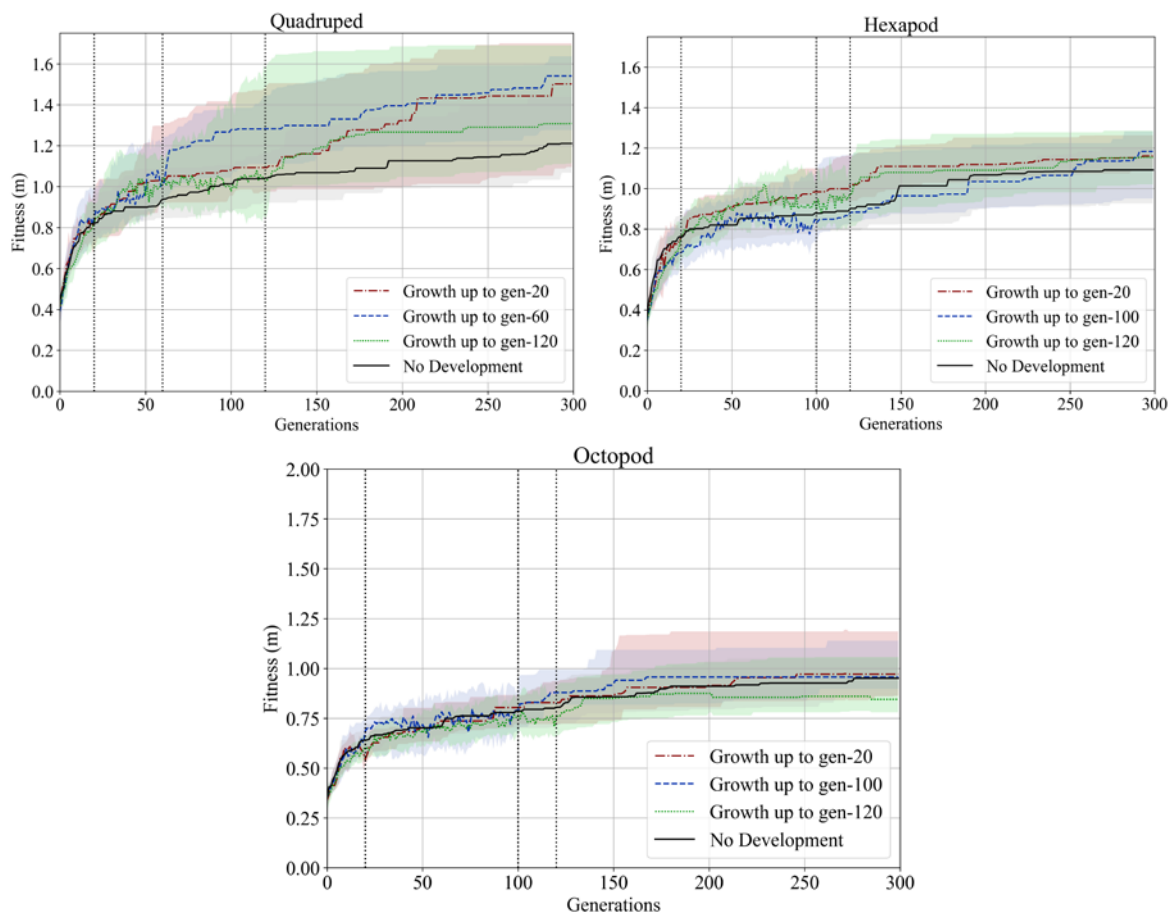 Quadruped
Fitness (m)
1.6
1.4
1.2
1.0
0.8
0.6
0.4
0.2
0.0
Growth up to gen-20
Growth up to gen-60
Growth up to gen-120
No Development
0 50 100 150 200 250 300
Generations
Hexapod
Fitness (m)
1.6
1.4
1.2
1.0
0.8
0.6
0.4
0.2
0.0
Growth up to gen-20
Growth up to gen-100
Growth up to gen-120
No Development
0 50 100 150 200 250 300
Generations
Octopod
Fitness (m)
2.00
1.75
1.50
1.25
1.00
0.75
0.50
0.25
0.00
Growth up to gen-20
Growth up to gen-100
Growth up to gen-120
No Development
0 50 100 150 200 250 300
Generations